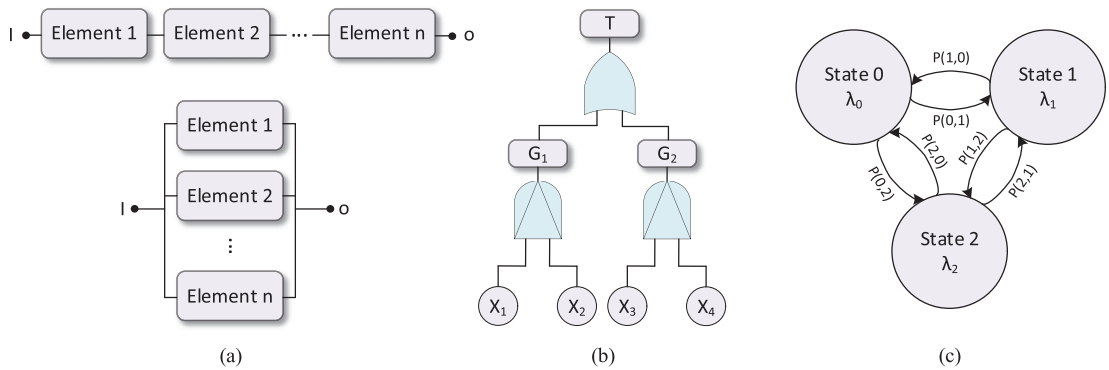 I Element 1 Element 2 ... Element n o
Element 1
I Element 2 o
⋮
Element n
(a)
T
G₁ G₂
X₁ X₂ X₃ X₄
(b)
State 0
λ₀
State 1
λ₁
P(1,0)
P(0,1)
P(0,2)
P(2,0)
P(1,2)
P(2,1)
State 2
λ₂
(c)